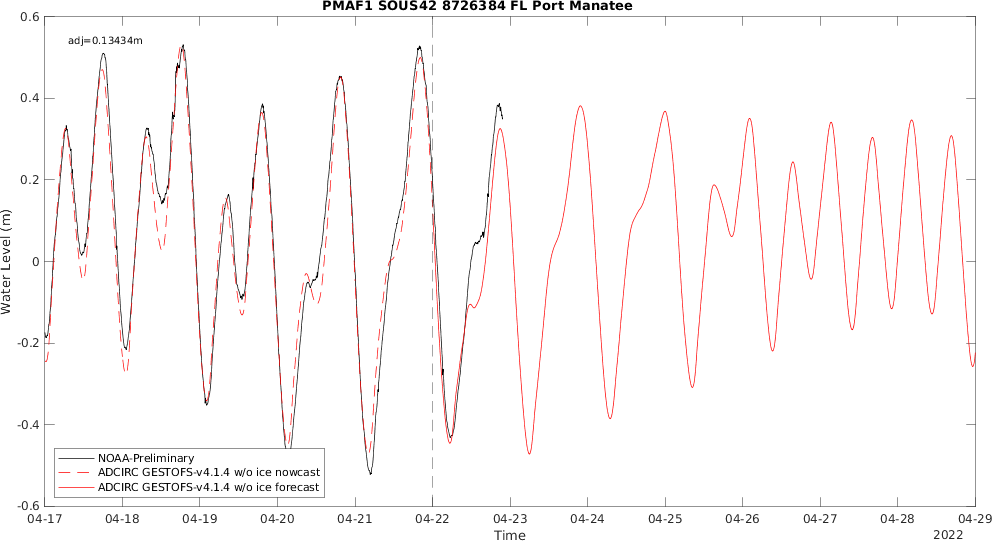 PMAF1 SOUS42 8726384 FL Port Manatee
adj=0.13434m
0.6
0.4
0.2
0
-0.2
-0.4
-0.6
Water Level (m)
NOAA-Preliminary
ADCIRC GESTOFS-v4.1.4 w/o ice nowcast
ADCIRC GESTOFS-v4.1.4 w/o ice forecast
04-17 04-18 04-19 04-20 04-21 04-22 04-23 04-24 04-25 04-26 04-27 04-28 04-29
Time
2022